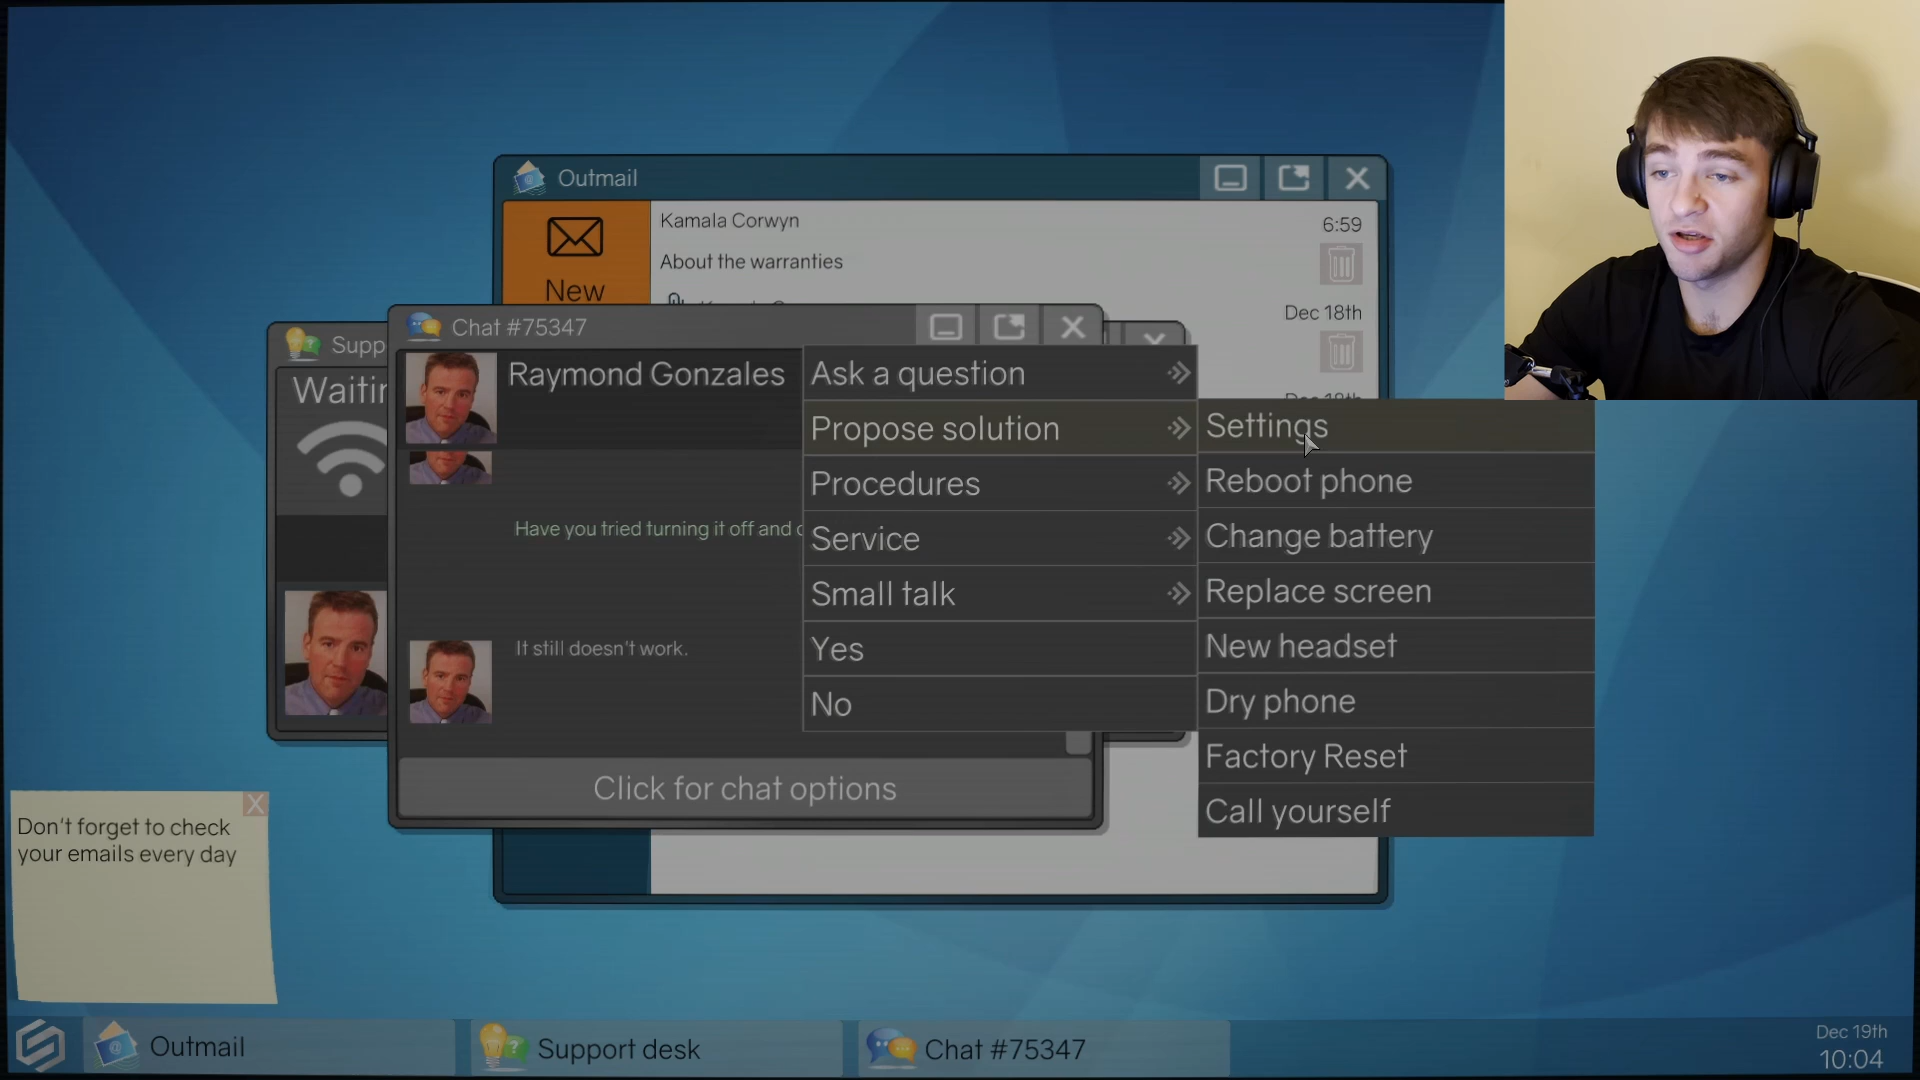 Outmail
Kamala Corwyn
6:59
About the warranties
New
Dec 18th
Chat #75347
Supp
Waitin
Raymond Gonzales
Have you tried turning it off and
It still doesn't work.
Click for chat options
Ask a question
Propose solution
Procedures
Service
Small talk
Yes
No
Settings
Reboot phone
Change battery
Replace screen
New headset
Dry phone
Factory Reset
Call yourself
X
Don't forget to check
your emails every day
Outmail
Support desk
Chat #75347
Dec 19th
10:04